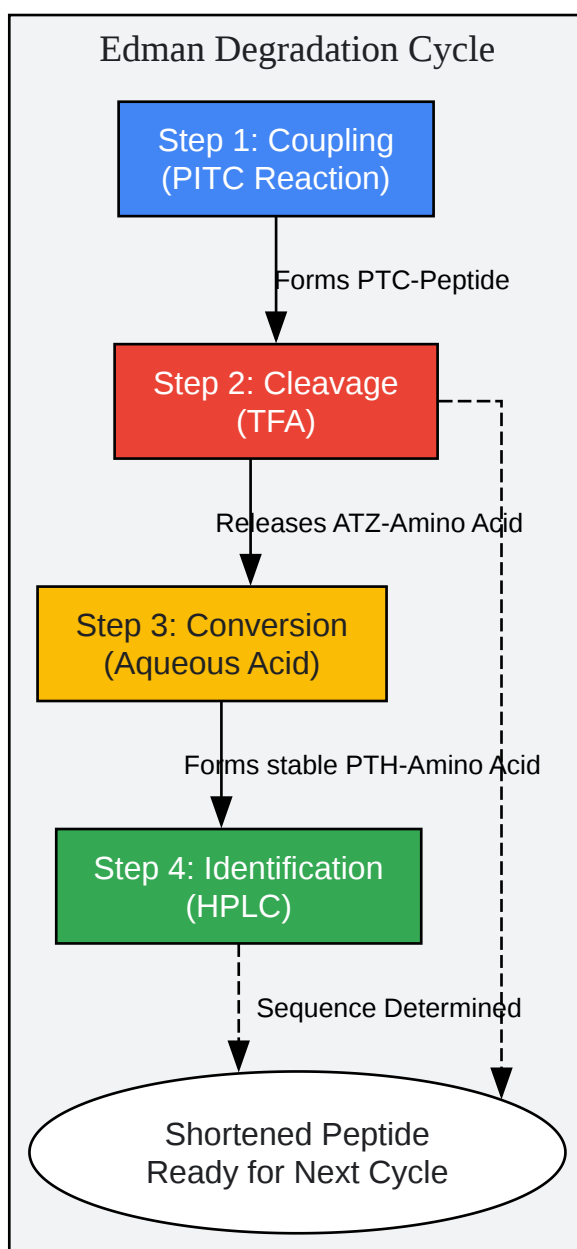 Edman Degradation Cycle
Step 1: Coupling
(PITC Reaction)
Forms PTC-Peptide
Step 2: Cleavage
(TFA)
Releases ATZ-Amino Acid
Step 3: Conversion
(Aqueous Acid)
Forms stable PTH-Amino Acid
Step 4: Identification
(HPLC)
Sequence Determined
Shortened Peptide
Ready for Next Cycle